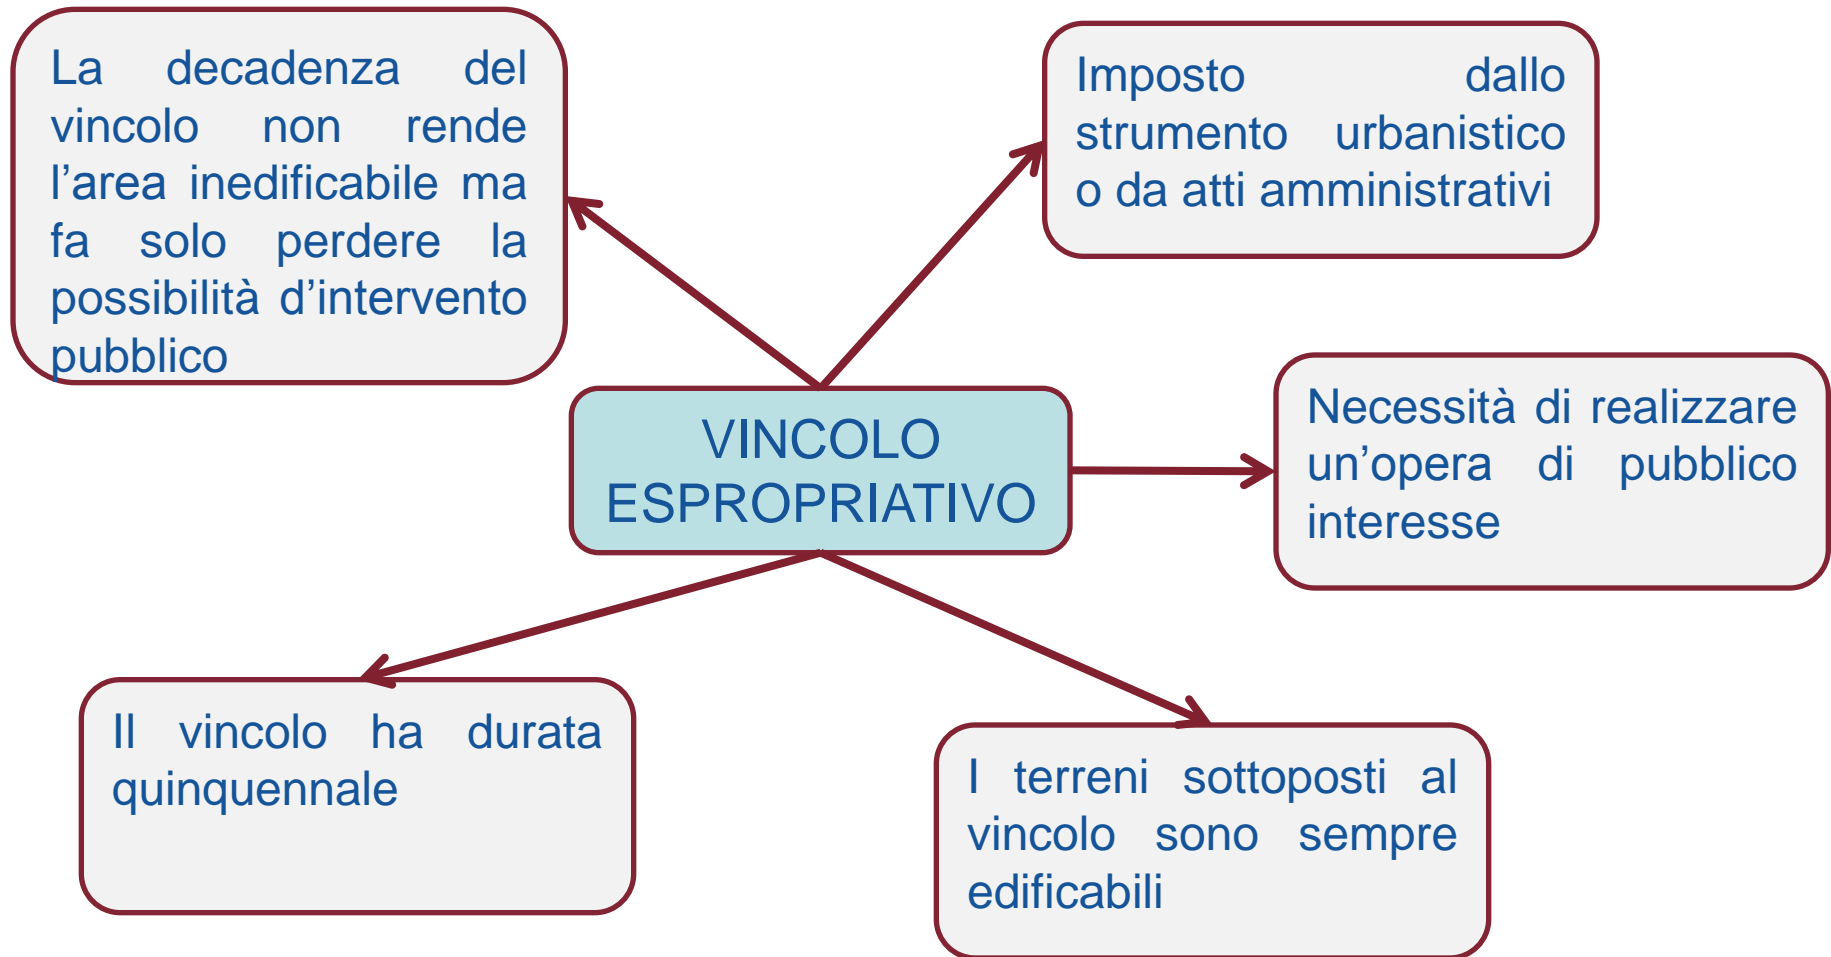 La decadenza del
vincolo non rende
l’area inedificabile ma
fa solo perdere la
possibilità d’intervento
pubblico
Imposto dallo
strumento urbanistico
o da atti amministrativi
VINCOLO
ESPROPRIATIVO
Necessità di realizzare
un’opera di pubblico
interesse
Il vincolo ha durata
quinquennale
I terreni sottoposti al
vincolo sono sempre
edificabili